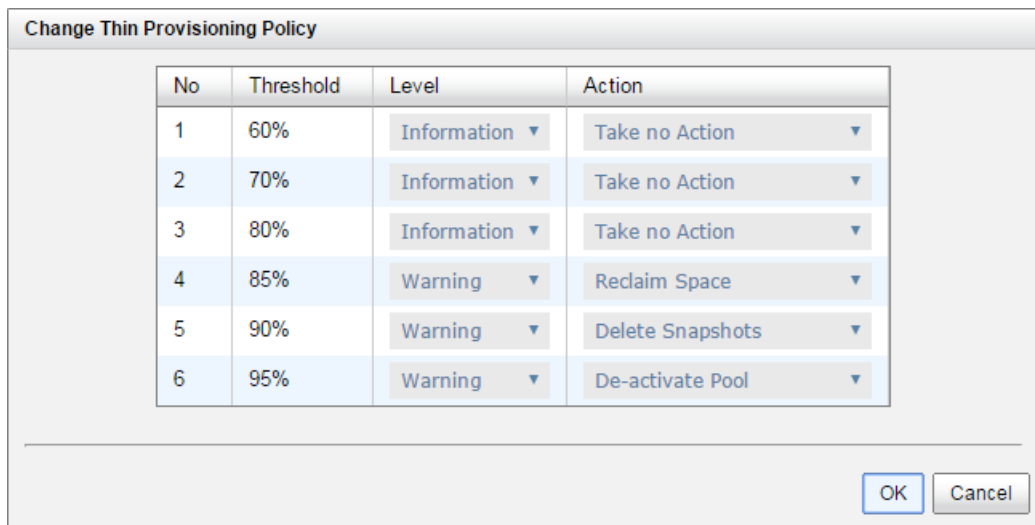 Change Thin Provisioning Policy
No Threshold Level Action
1 60% Information Take no Action
2 70% Information Take no Action
3 80% Information Take no Action
4 85% Warning Reclaim Space
5 90% Warning Delete Snapshots
6 95% Warning De-activate Pool
OK Cancel